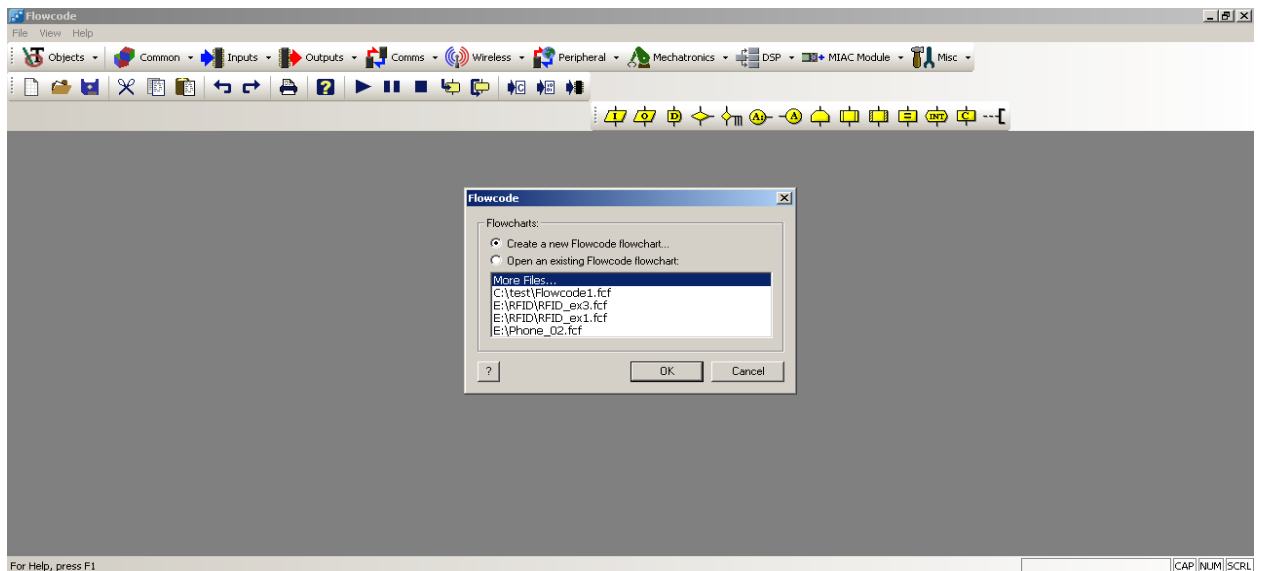 Flowcode
File View Help
Objects Common Inputs Outputs Comms Wireless Peripheral Mechatronics DSP MIAC Module Misc
?
C
I O D A: A = INT C
Flowcode
Flowcharts:
Create a new Flowcode flowchart...
Open an existing Flowcode flowchart:
More Files...
C:\test\Flowcode1.fcf
E:\RFID\RFID_ex3.fcf
E:\RFID\RFID_ex1.fcf
E:\Phone_02.fcf
? OK Cancel
For Help, press F1 CAP NUM SCRL